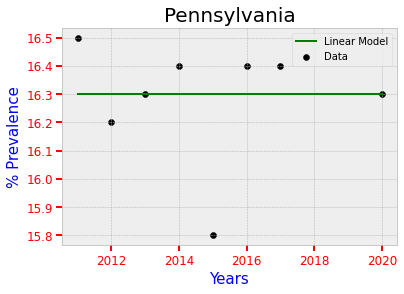 Pennsylvania
Linear Model
Data
% Prevalence
16.5
16.4
16.3
16.2
16.1
16.0
15.9
15.8
2012 2014 2016 2018 2020
Years